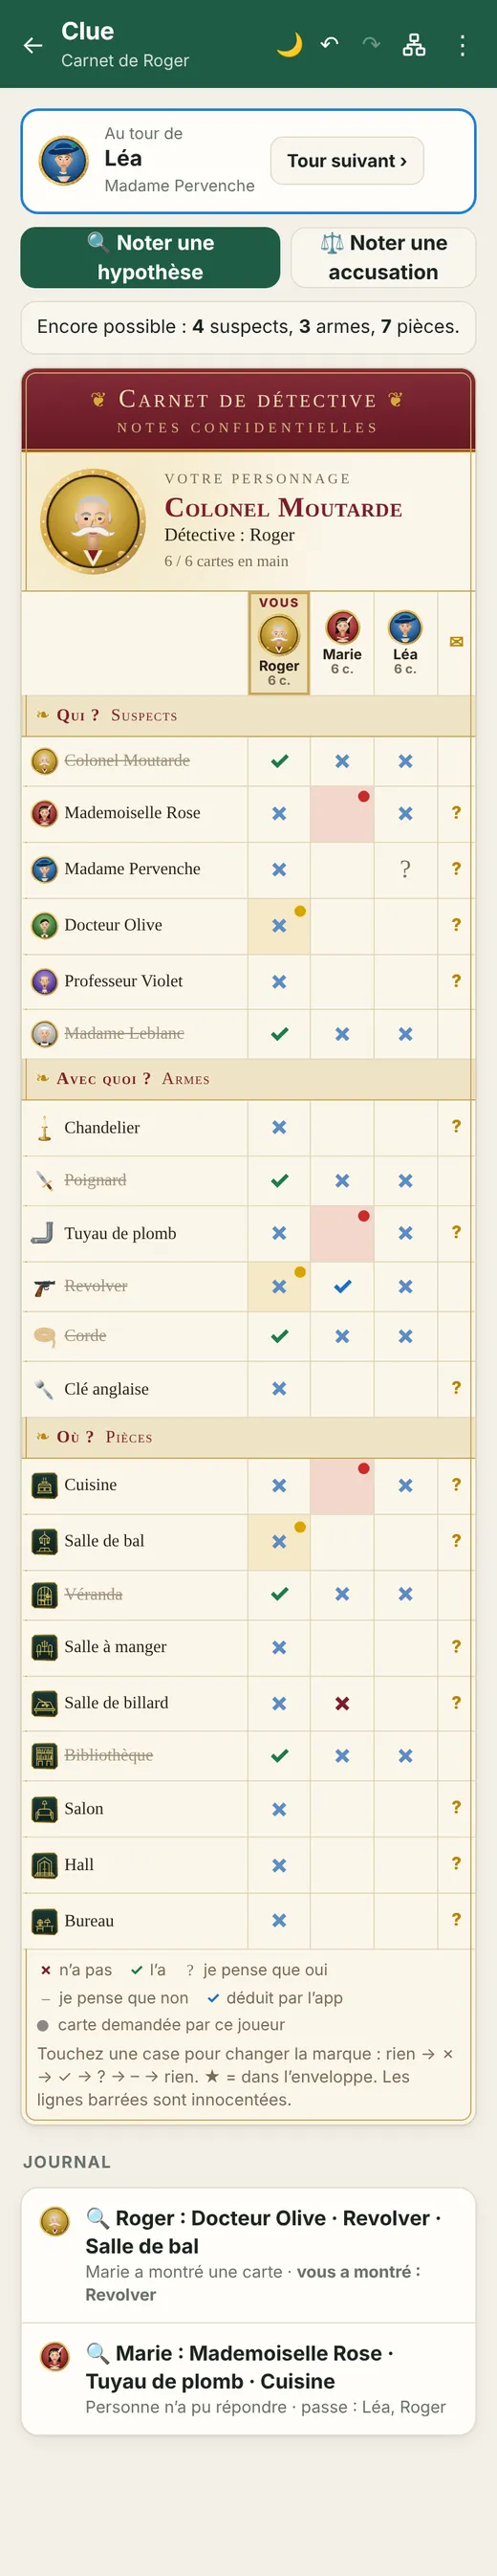 Clue
Carnet de Roger
Au tour de
Léa
Madame Pervenche
Tour suivant ›
Noter une
hypothèse
Noter une
accusation
Encore possible : 4 suspects, 3 armes, 7 pièces.
Carnet de détective
NOTES CONFIDENTIELLES
VOTRE PERSONNAGE
Colonel Moutarde
Détective : Roger
6 / 6 cartes en main
VOUS
Roger
6 c.
Marie
6 c.
Léa
6 c.
Qui ? Suspects
Colonel Moutarde
Mademoiselle Rose ?
Madame Pervenche ? ?
Docteur Olive ?
Professeur Violet ?
Madame Leblanc
Avec quoi ? Armes
Chandelier ?
Poignard
Tuyau de plomb ?
Revolver
Corde
Clé anglaise ?
Où ? Pièces
Cuisine ?
Salle de bal ?
Véranda
Salle à manger ?
Salle de billard ?
Bibliothèque
Salon ?
Hall ?
Bureau ?
× n'a pas ✓ l'a ? je pense que oui
– je pense que non ✓ déduit par l'app
carte demandée par ce joueur
Touchez une case pour changer la marque : rien → ×
→ ✓ → ? → – → rien. ★ = dans l'enveloppe. Les
lignes barrées sont innocentées.
JOURNAL
Roger : Docteur Olive · Revolver ·
Salle de bal
Marie a montré une carte · vous a montré :
Revolver
Marie : Mademoiselle Rose ·
Tuyau de plomb · Cuisine
Personne n'a pu répondre · passe : Léa, Roger